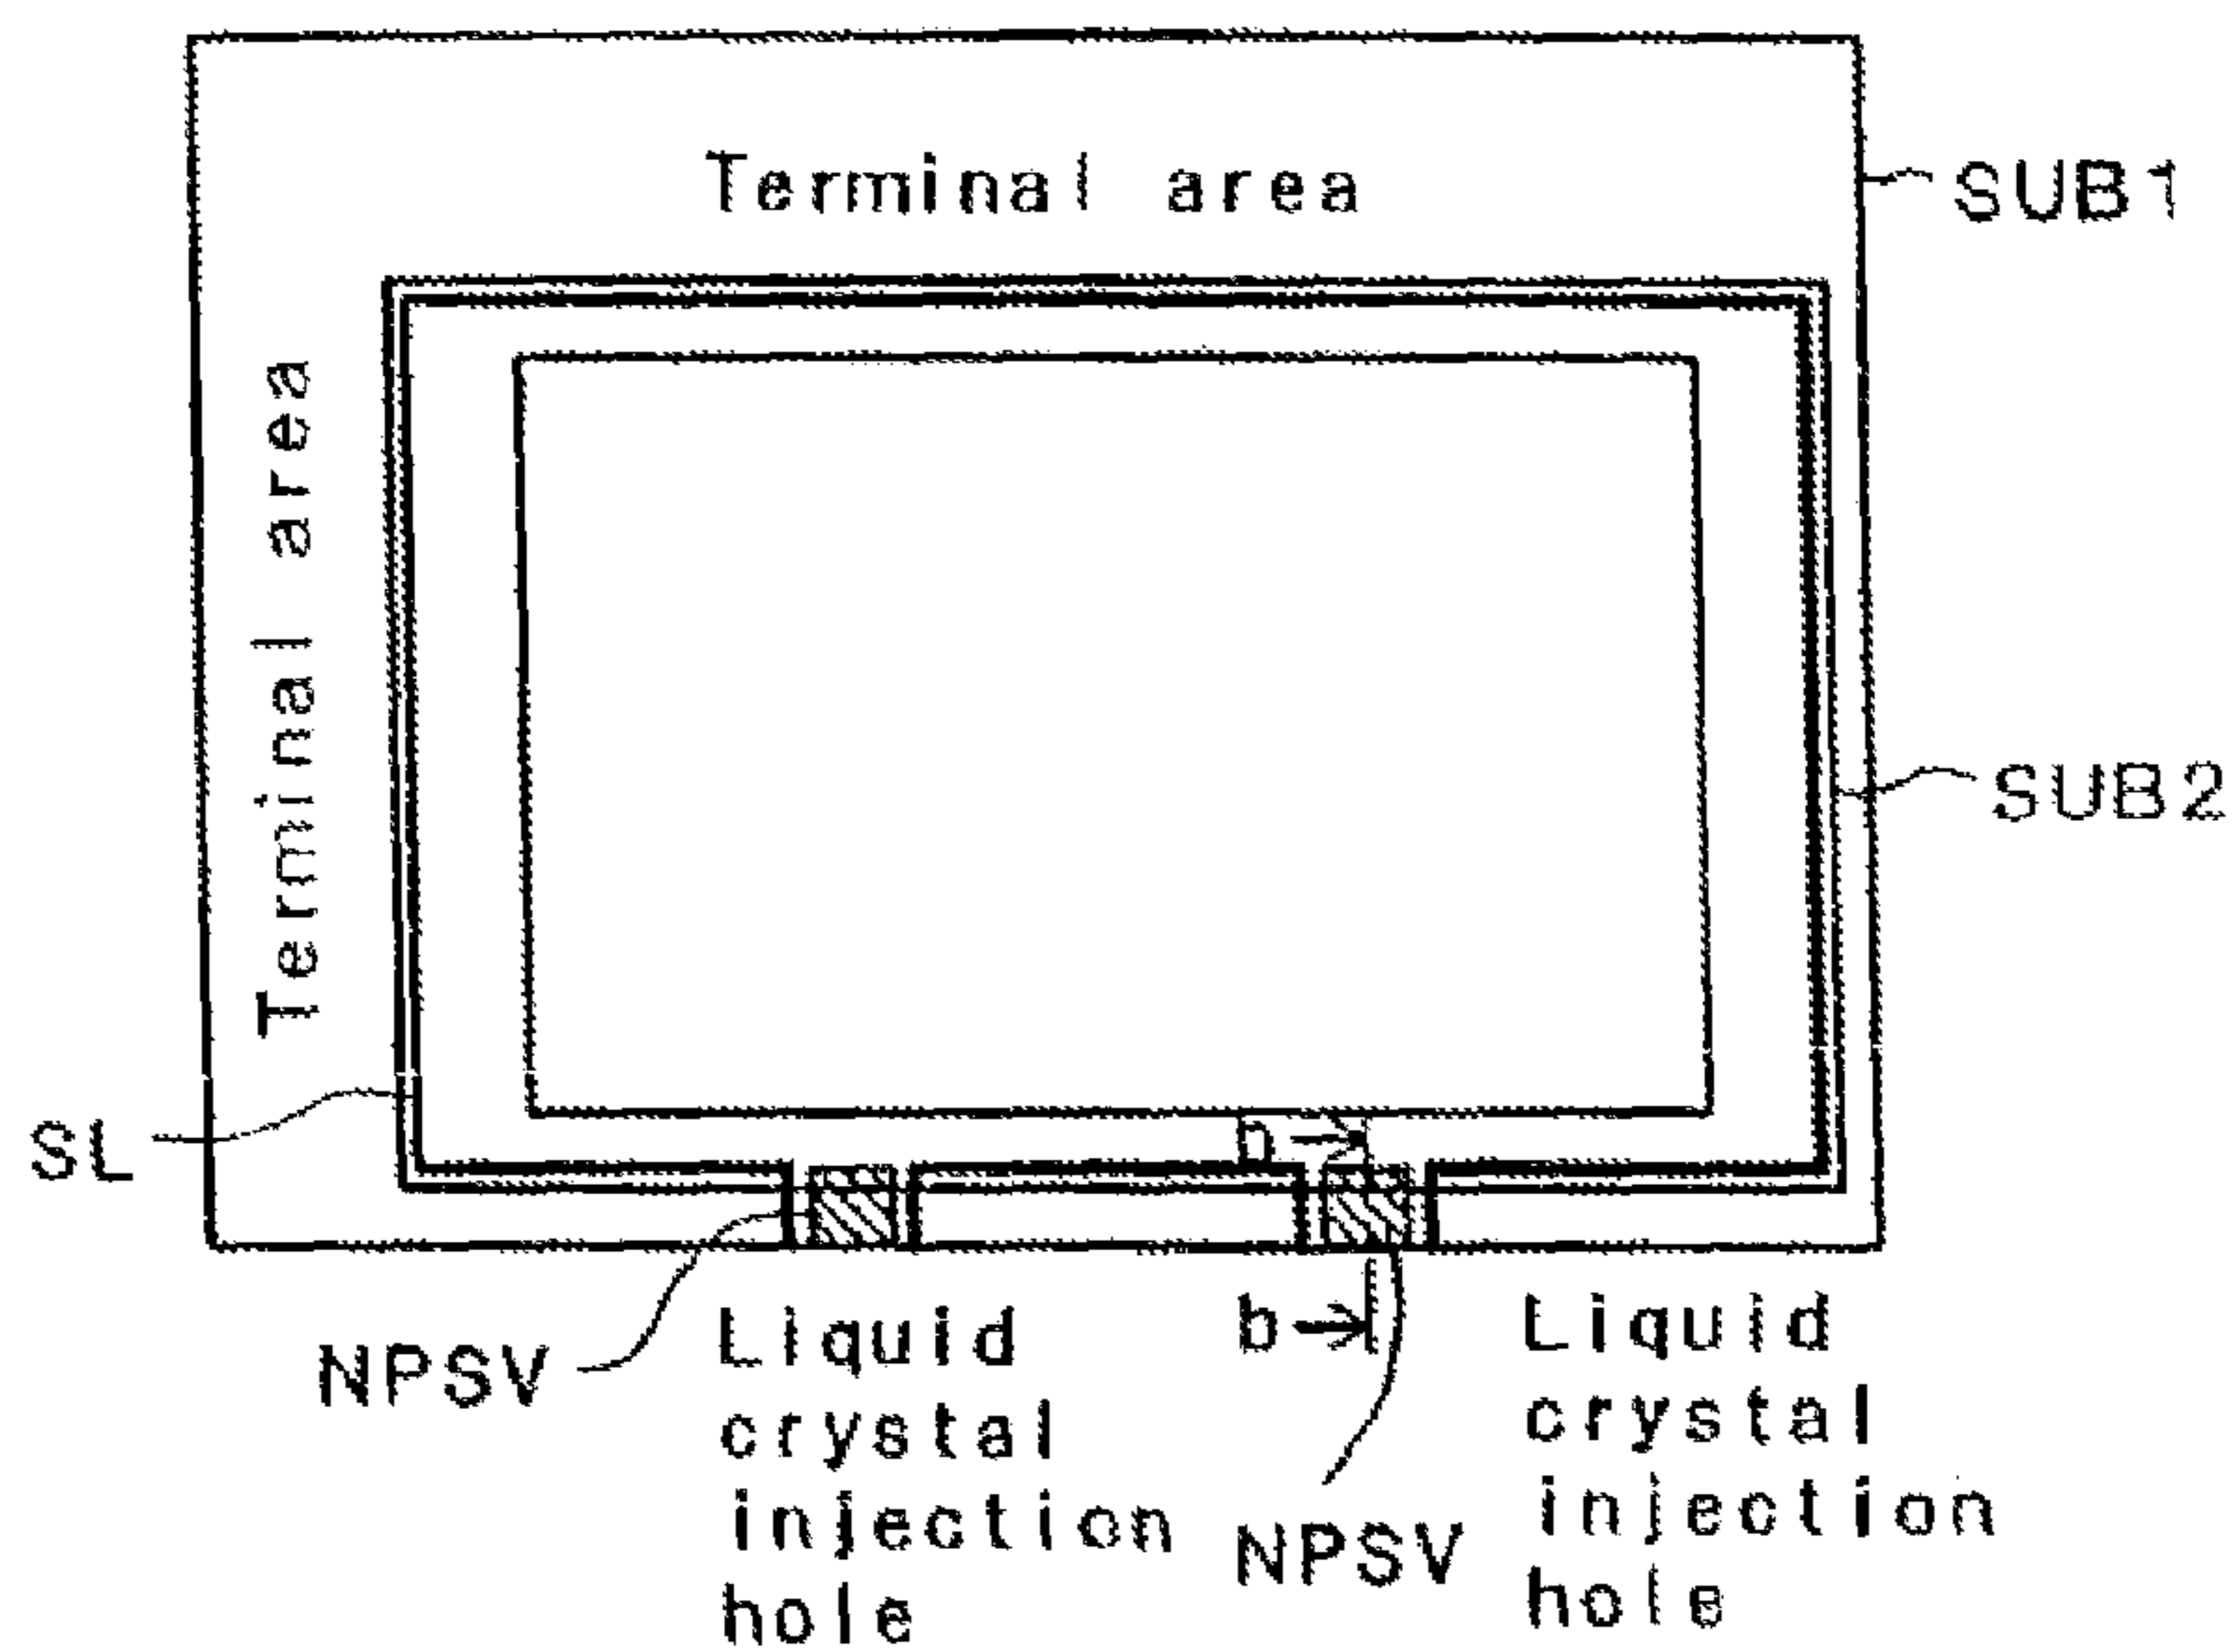 Terminal area
SUB1
Terminal area
SUB2
SL
b
b
NPSV
Liquid
crystal
injection
hole
NPSV
Liquid
crystal
injection
hole